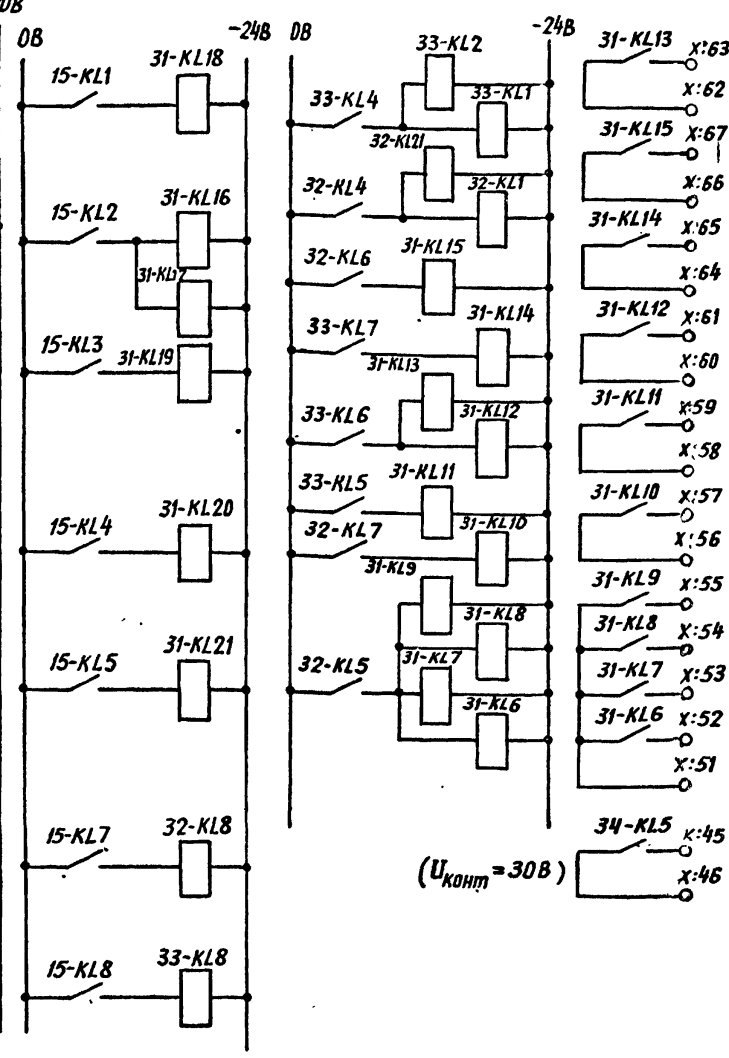 0В
0В
-24В
15-KL1
31-KL18
15-KL2
31-KL16
31-KL17
15-KL3
31-KL19
15-KL4
31-KL20
15-KL5
31-KL21
15-KL7
32-KL8
15-KL8
33-KL8
0В
-24В
33-KL2
33-KL4
33-KL1
32-KL21
32-KL4
32-KL1
32-KL6
31-KL15
33-KL7
31-KL14
31-KL13
33-KL6
31-KL12
33-KL5
31-KL11
32-KL7
31-KL10
31-KL9
31-KL8
32-KL5
31-KL7
31-KL6
(Uконт=30В)
31-KL13
X:63
X:62
31-KL15
X:67
X:66
31-KL14
X:65
X:64
31-KL12
X:61
X:60
31-KL11
X:59
X:58
31-KL10
X:57
X:56
31-KL9
X:55
31-KL8
X:54
31-KL7
X:53
31-KL6
X:52
X:51
34-KL5
X:45
X:46